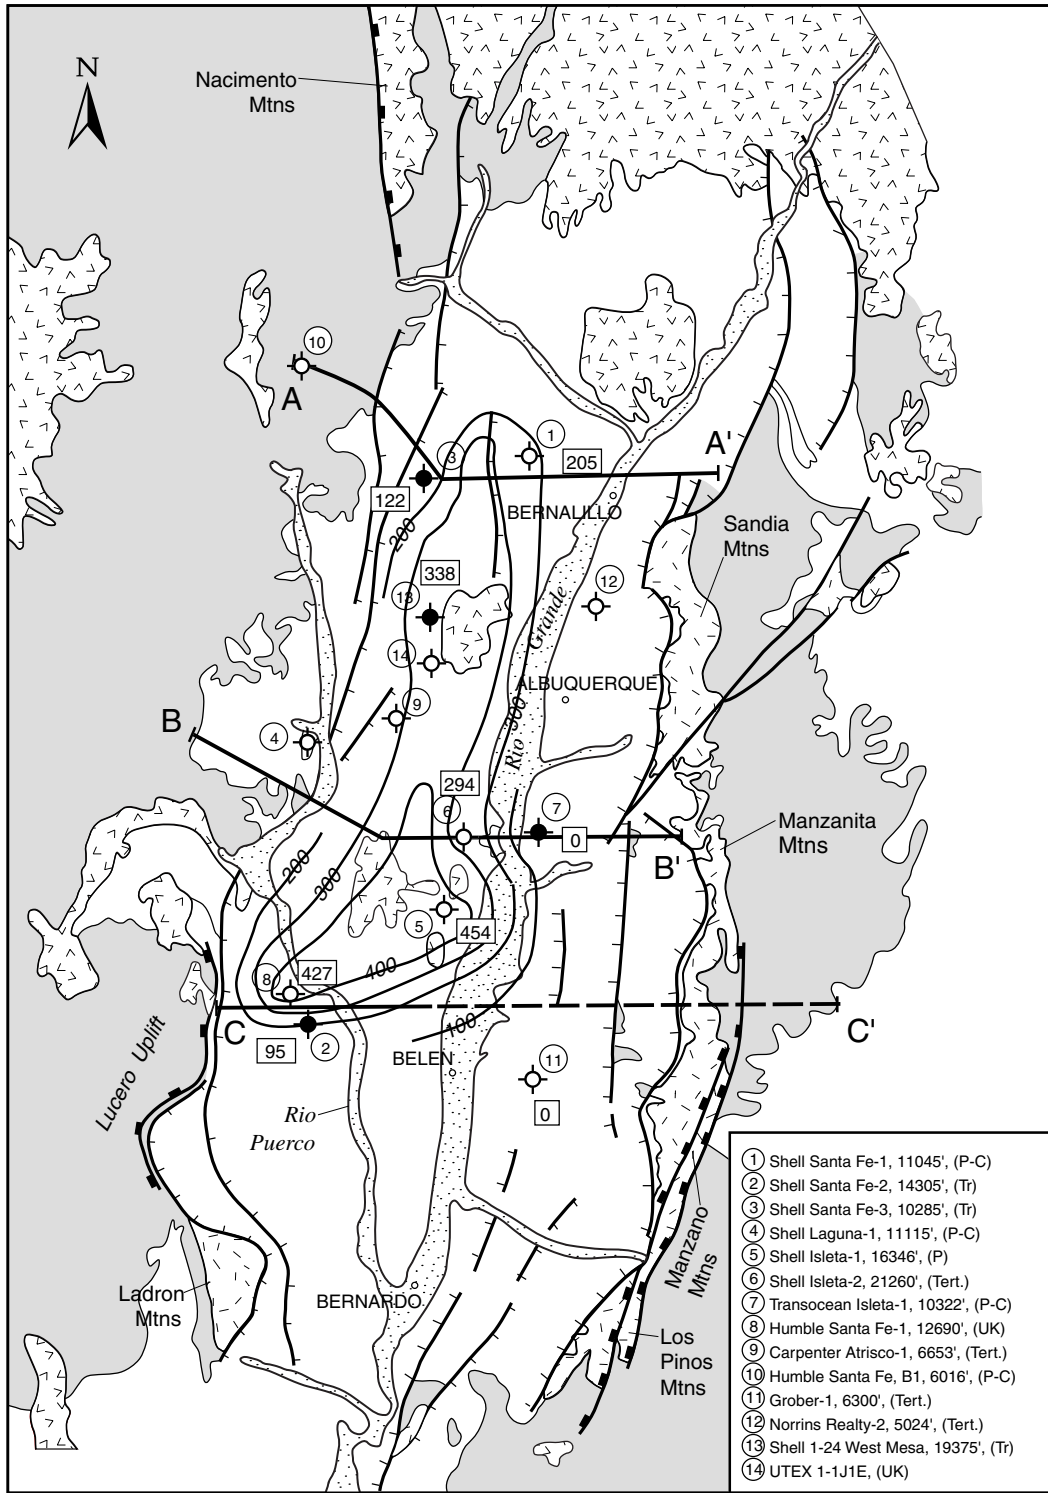 N
Nacimento
Mtns
10
A
1
3
205
A'
122
BERNALILLO
Sandia
Mtns
200
338
13
12
Grande
14
ALBUQUERQUE
9
300
Rio
B
4
294
6
7
0
Manzanita
Mtns
B'
200
300
5
454
8
427
400
C
C'
100
95
2
BELEN
11
0
Lucero Uplift
Rio
Puerco
Manzano
Mtns
Ladron
Mtns
BERNARDO
Los
Pinos
Mtns
1 Shell Santa Fe-1, 11045', (P-C)
2 Shell Santa Fe-2, 14305', (Tr)
3 Shell Santa Fe-3, 10285', (Tr)
4 Shell Laguna-1, 11115', (P-C)
5 Shell Isleta-1, 16346', (P)
6 Shell Isleta-2, 21260', (Tert.)
7 Transocean Isleta-1, 10322', (P-C)
8 Humble Santa Fe-1, 12690', (UK)
9 Carpenter Atrisco-1, 6653', (Tert.)
10 Humble Santa Fe, B1, 6016', (P-C)
11 Grober-1, 6300', (Tert.)
12 Norrins Realty-2, 5024', (Tert.)
13 Shell 1-24 West Mesa, 19375', (Tr)
14 UTEX 1-1J1E, (UK)